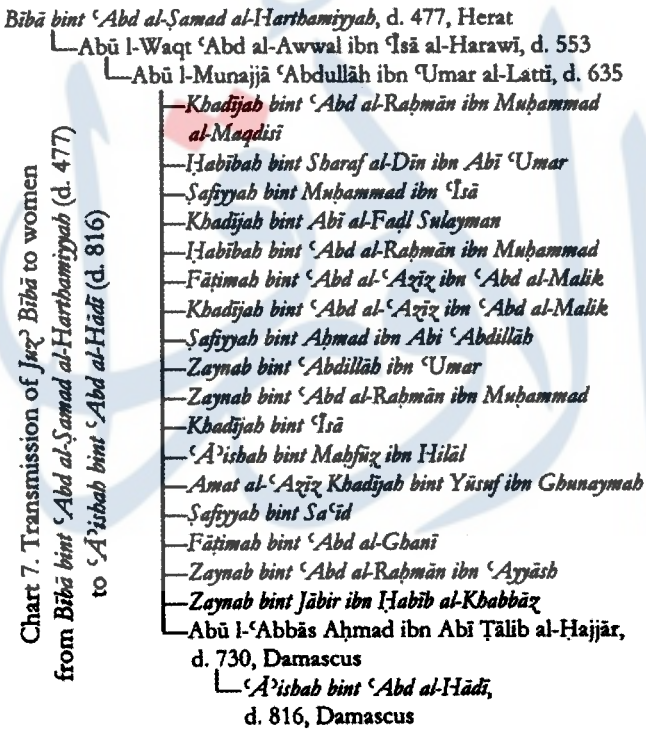 Bībā bint ʿAbd al-Ṣamad al-Harthamiyyah, d. 477, Herat
Abū l-Waqt ʿAbd al-Awwal ibn ʿĪsā al-Harawī, d. 553
Abū l-Munajjā ʿAbdullāh ibn ʿUmar al-Lattī, d. 635
Khadījah bint ʿAbd al-Raḥmān ibn Muḥammad
al-Maqdisī
Ḥabībah bint Sharaf al-Dīn ibn Abī ʿUmar
Ṣafiyyah bint Muḥammad ibn ʿĪsā
Khadījah bint Abī al-Faḍl Sulayman
Ḥabībah bint ʿAbd al-Raḥmān ibn Muḥammad
Fāṭimah bint ʿAbd al-ʿAzīz ibn ʿAbd al-Malik
Khadījah bint ʿAbd al-ʿAzīz ibn ʿAbd al-Malik
Ṣafiyyah bint Aḥmad ibn Abi ʿAbdillāh
Zaynab bint ʿAbdillāh ibn ʿUmar
Zaynab bint ʿAbd al-Raḥmān ibn Muḥammad
Khadījah bint ʿĪsā
ʿĀʾishah bint Maḥfūẓ ibn Hilāl
Amat al-ʿAzīz Khadījah bint Yūsuf ibn Ghunaymah
Ṣafiyyah bint Saʿīd
Fāṭimah bint ʿAbd al-Ghanī
Zaynab bint ʿAbd al-Raḥmān ibn ʿAyyāsh
Zaynab bint Jābir ibn Ḥabīb al-Khabbāz
Abū l-ʿAbbās Aḥmad ibn Abī Ṭālib al-Ḥajjār,
d. 730, Damascus
ʿĀʾishah bint ʿAbd al-Hādī,
d. 816, Damascus
Chart 7. Transmission of Juzʾ Bībā to women
from Bībā bint ʿAbd al-Ṣamad al-Harthamiyyah (d. 477)
to ʿĀʾishah bint ʿAbd al-Hādī (d. 816)